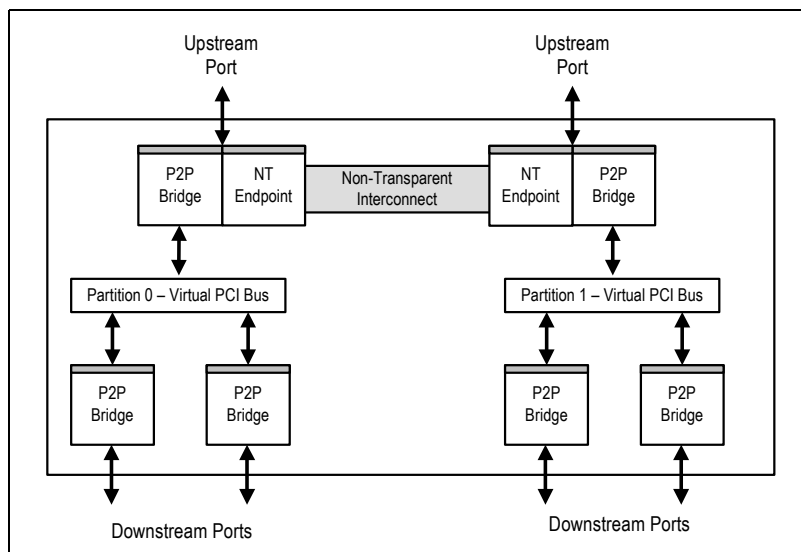 Upstream
Port
Upstream
Port
P2P
Bridge
NT
Endpoint
Non-Transparent
Interconnect
NT
Endpoint
P2P
Bridge
Partition 0 – Virtual PCI Bus
Partition 1 – Virtual PCI Bus
P2P
Bridge
P2P
Bridge
P2P
Bridge
P2P
Bridge
Downstream Ports
Downstream Ports